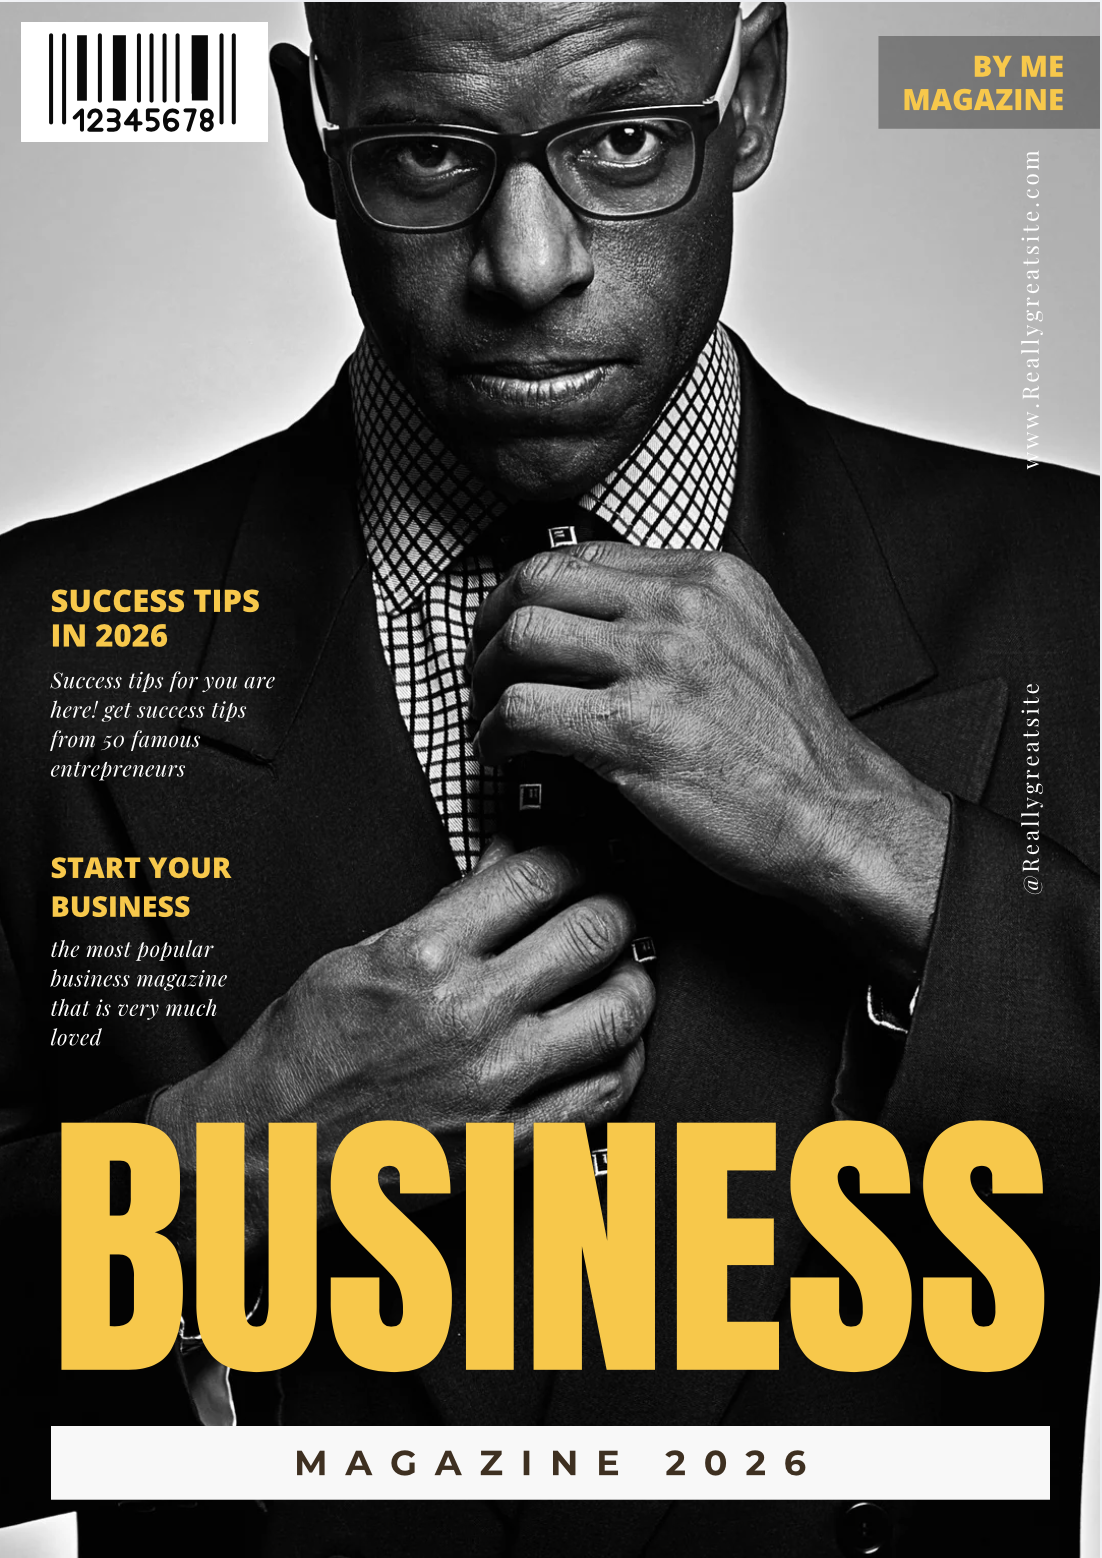 12345678
BY ME
MAGAZINE
www.Reallygreatsite.com
SUCCESS TIPS
IN 2026
Success tips for you are
here! get success tips
from 50 famous
entrepreneurs
@Reallygreatsite
START YOUR
BUSINESS
the most popular
business magazine
that is very much
loved
BUSINESS
MAGAZINE 2026